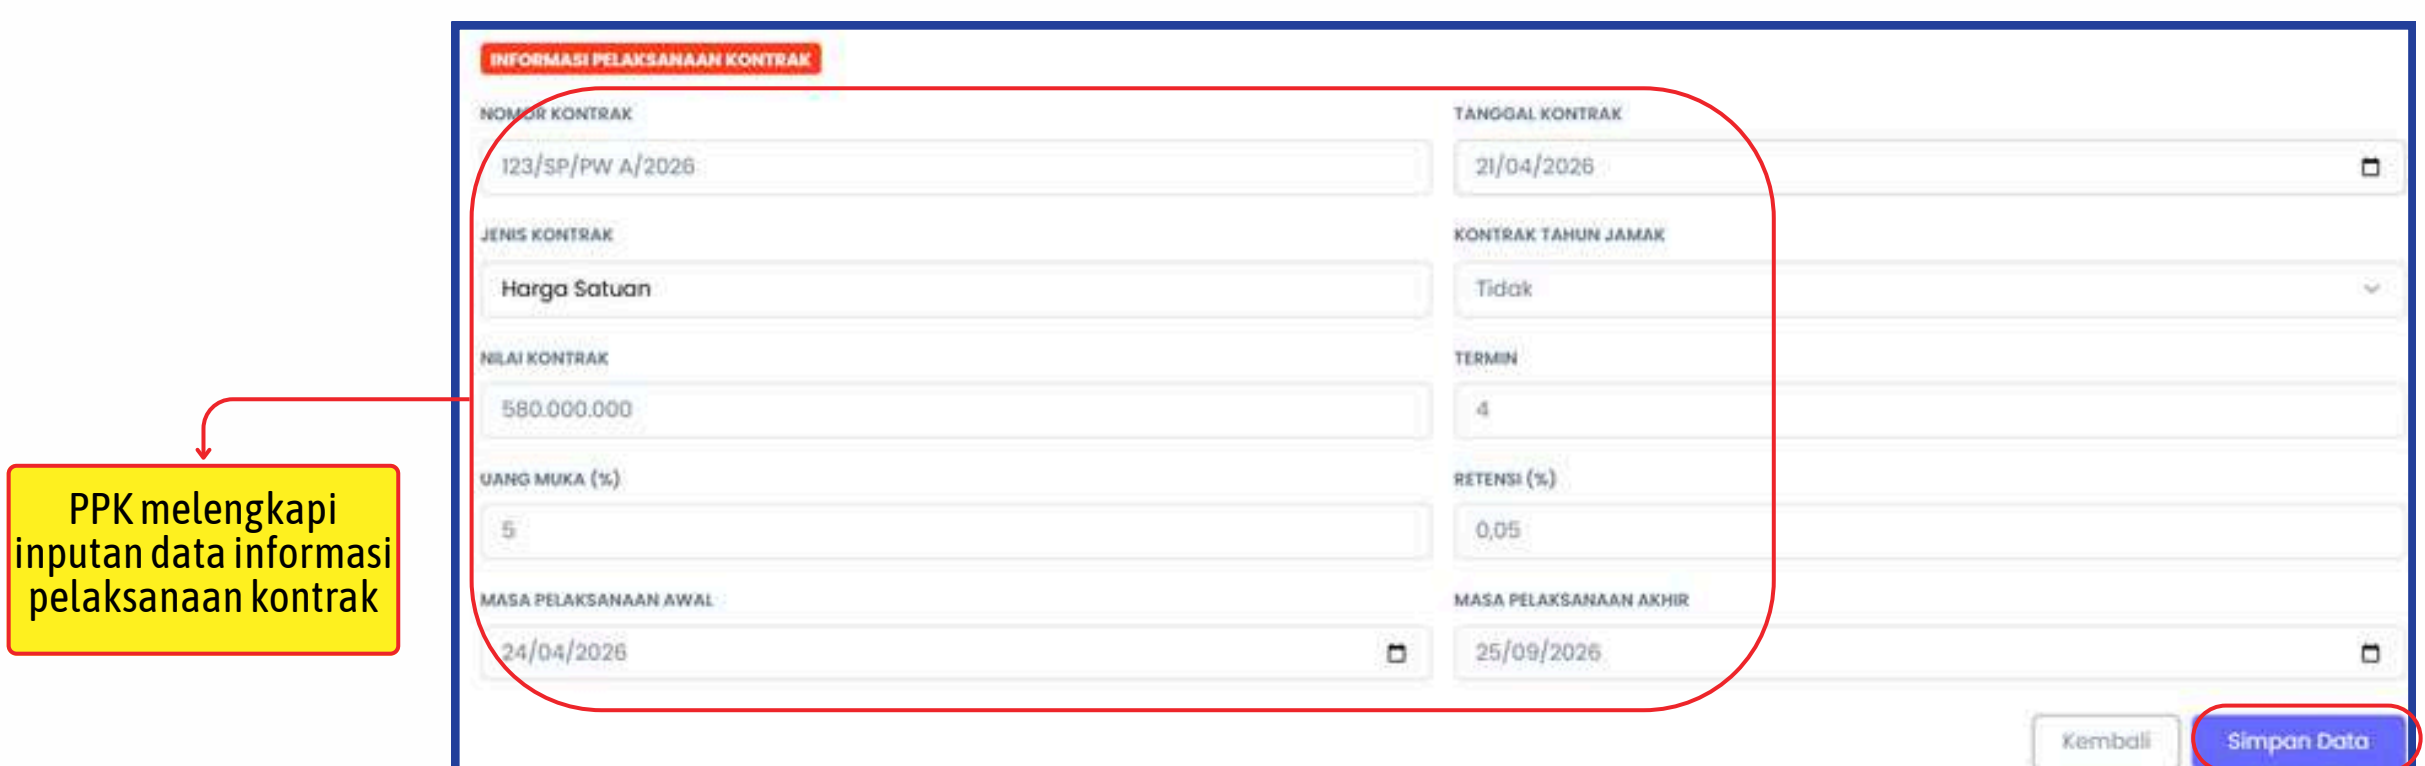 INFORMASI PELAKSANAAN KONTRAK
NOMOR KONTRAK
123/SP/PW A/2026
TANGGAL KONTRAK
21/04/2026
JENIS KONTRAK
Harga Satuan
KONTRAK TAHUN JAMAK
Tidak
NILAI KONTRAK
580.000.000
TERMIN
4
UANG MUKA (%)
5
RETENSI (%)
0,05
MASA PELAKSANAAN AWAL
24/04/2026
MASA PELAKSANAAN AKHIR
25/09/2026
Kembali
Simpan Data
PPK melengkapi
inputan data informasi
pelaksanaan kontrak